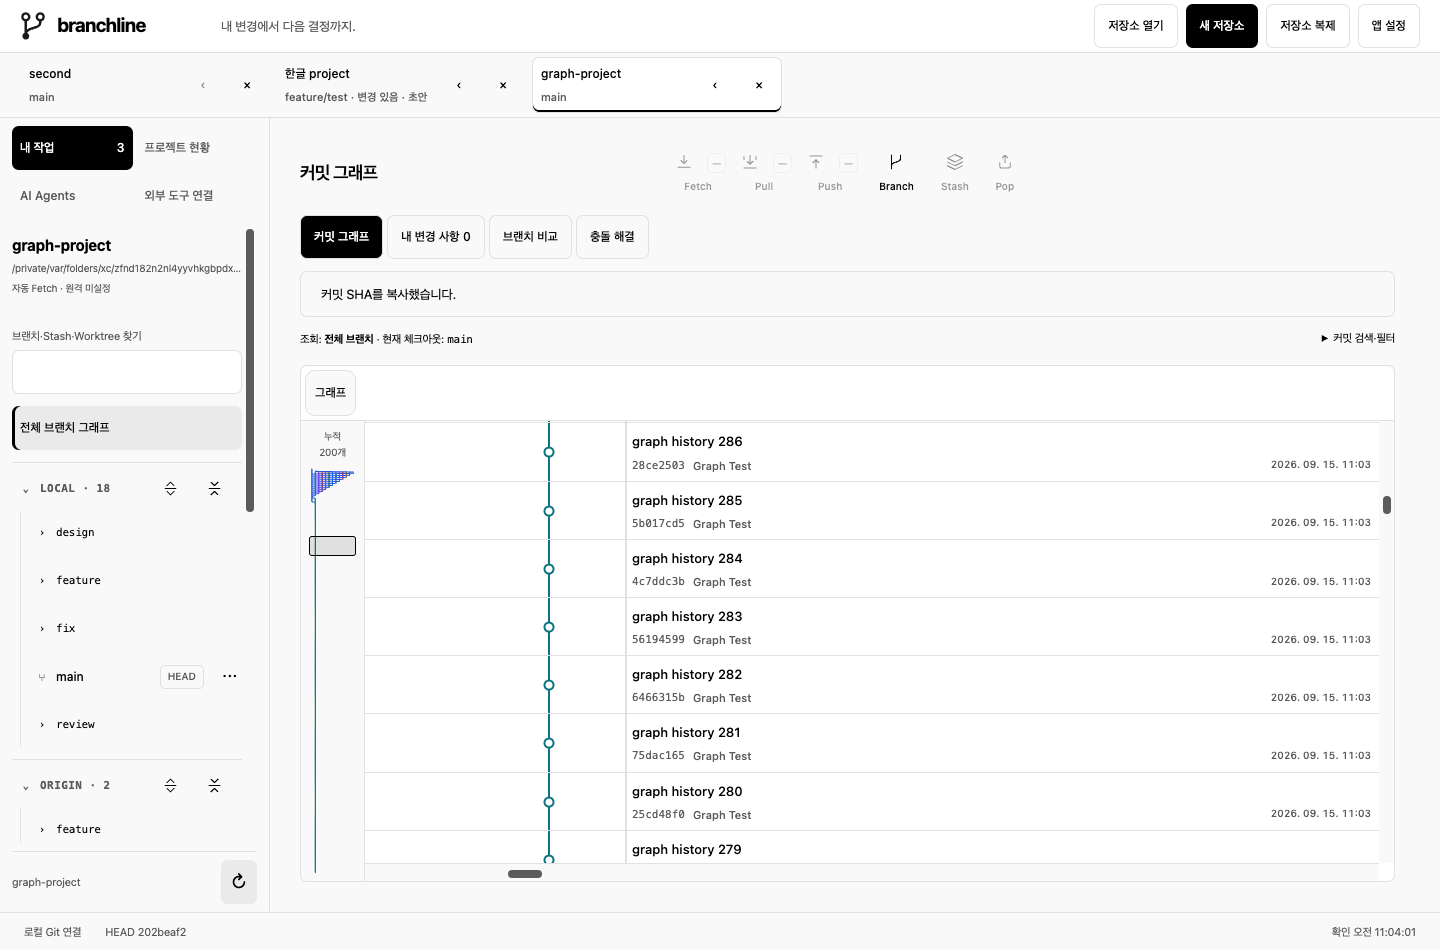 branchline
내 변경에서 다음 결정까지.
저장소 열기
새 저장소
저장소 복제
앱 설정
second
main
한글 project
feature/test · 변경 있음 · 초안
graph-project
main
내 작업 3
프로젝트 현황
AI Agents
외부 도구 연결
graph-project
/private/var/folders/xc/zfnd182n2nl4yyvhkgbpdx...
자동 Fetch · 원격 미설정
브랜치·Stash·Worktree 찾기
전체 브랜치 그래프
LOCAL · 18
design
feature
fix
main HEAD ···
review
ORIGIN · 2
feature
graph-project
커밋 그래프
Fetch
Pull
Push
Branch
Stash
Pop
커밋 그래프
내 변경 사항 0
브랜치 비교
충돌 해결
커밋 SHA를 복사했습니다.
조회: 전체 브랜치 · 현재 체크아웃: main
▶ 커밋 검색·필터
그래프
누적
200개
graph history 286
28ce2503 Graph Test 2026. 09. 15. 11:03
graph history 285
5b017cd5 Graph Test 2026. 09. 15. 11:03
graph history 284
4c7ddc3b Graph Test 2026. 09. 15. 11:03
graph history 283
56194599 Graph Test 2026. 09. 15. 11:03
graph history 282
6466315b Graph Test 2026. 09. 15. 11:03
graph history 281
75dac165 Graph Test 2026. 09. 15. 11:03
graph history 280
25cd48f0 Graph Test 2026. 09. 15. 11:03
graph history 279
로컬 Git 연결
HEAD 202beaf2
확인 오전 11:04:01